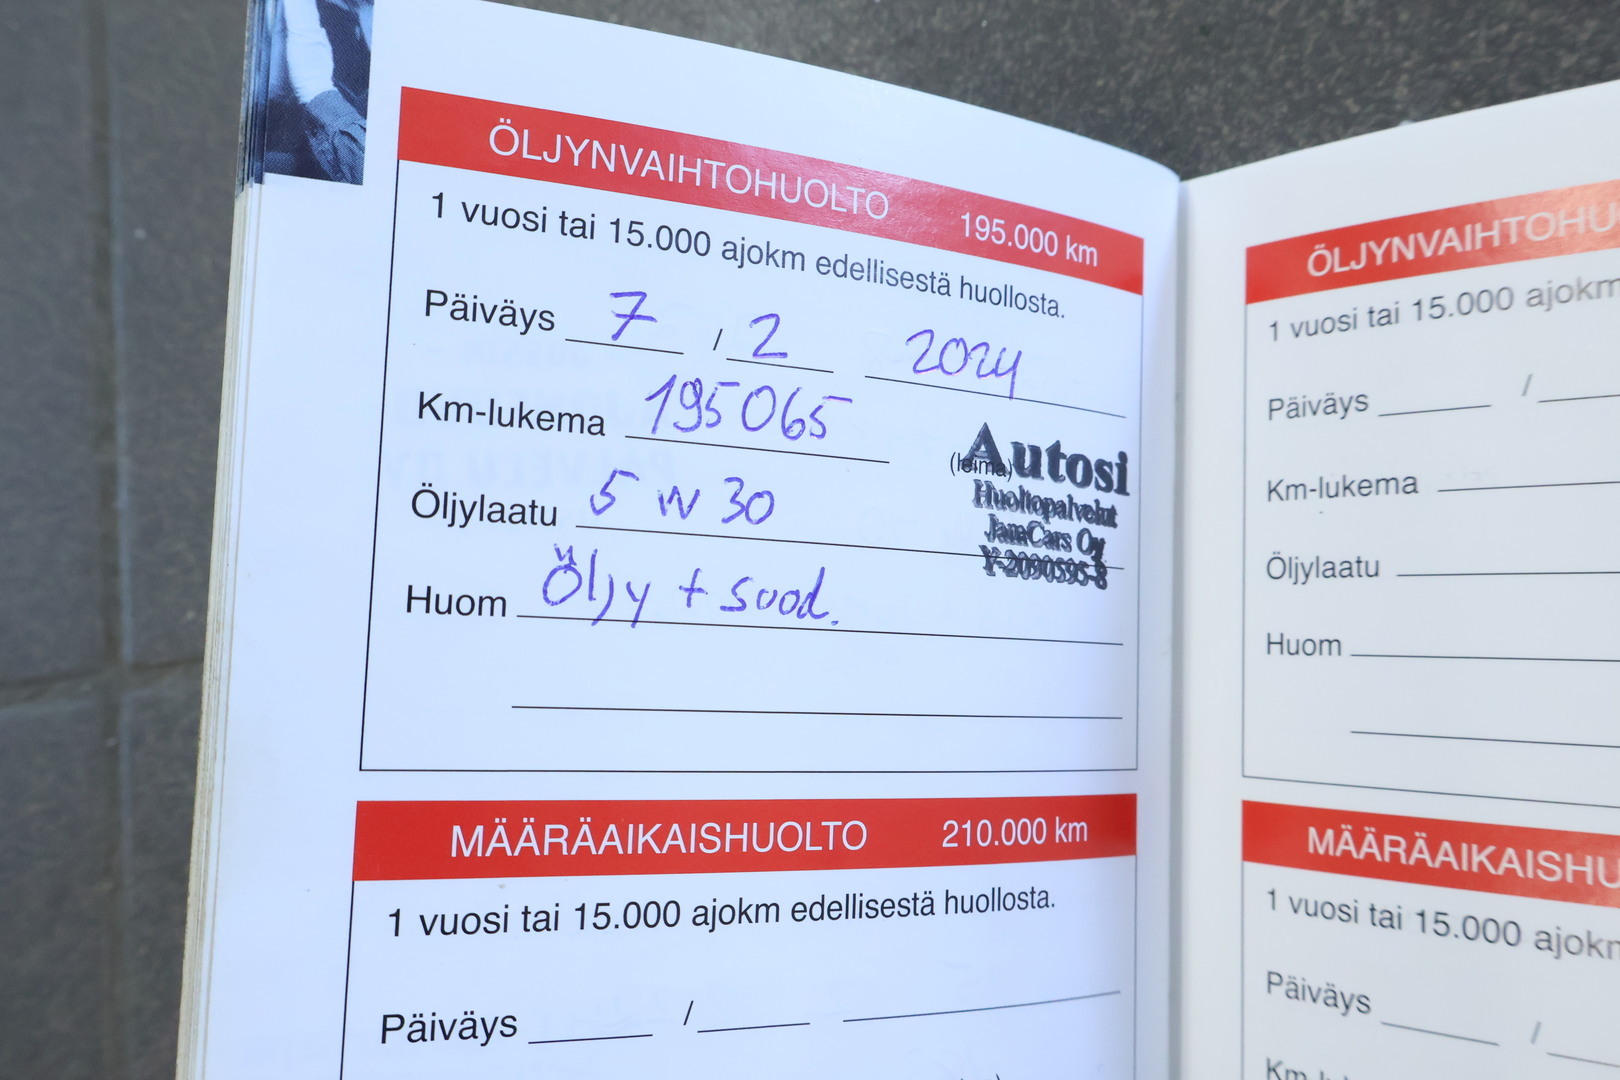 ÖLJYNVAIHTOHUOLTO 195.000 km
1 vuosi tai 15.000 ajokm edellisestä huollosta.
Päiväys 7 / 2 2024
Km-lukema 195065
(leima)
Autosi
Huoltopalvelut
JamCars Oy
Y-2090595-8
Öljylaatu 5 W 30
Huom Öljy + suod.
MÄÄRÄAIKAISHUOLTO 210.000 km
1 vuosi tai 15.000 ajokm edellisestä huollosta.
Päiväys /
ÖLJYNVAIHTOHU
1 vuosi tai 15.000 ajokm
Päiväys /
Km-lukema
Öljylaatu
Huom
MÄÄRÄAIKAISHU
1 vuosi tai 15.000 ajok
Päiväys /